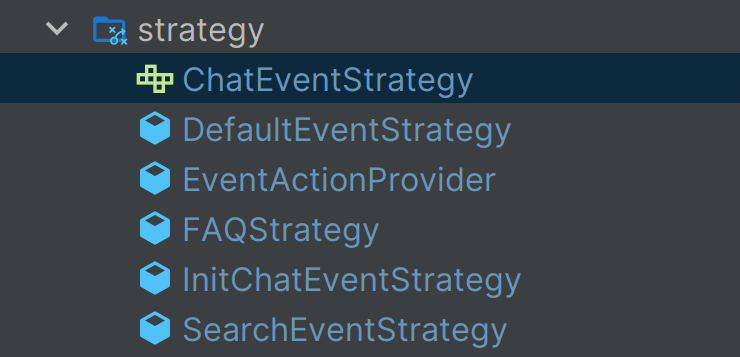 strategy
ChatEventStrategy
DefaultEventStrategy
EventActionProvider
FAQStrategy
InitChatEventStrategy
SearchEventStrategy